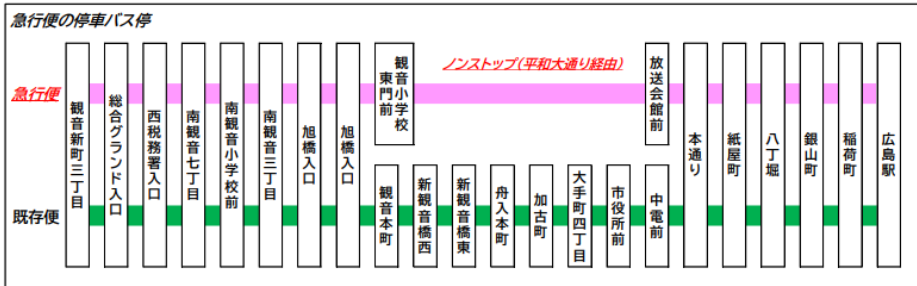 急行便の停車バス停
急行便
ノンストップ(平和大通り経由)
既存便
観音新町三丁目
総合グランド入口
西税務署入口
南観音七丁目
南観音小学校前
南観音三丁目
旭橋入口
旭橋入口
観音小学校
東門前
放送会館前
観音本町
新観音橋西
新観音橋東
舟入本町
加古町
大手町四丁目
市役所前
中電前
本通り
紙屋町
八丁堀
銀山町
稲荷町
広島駅